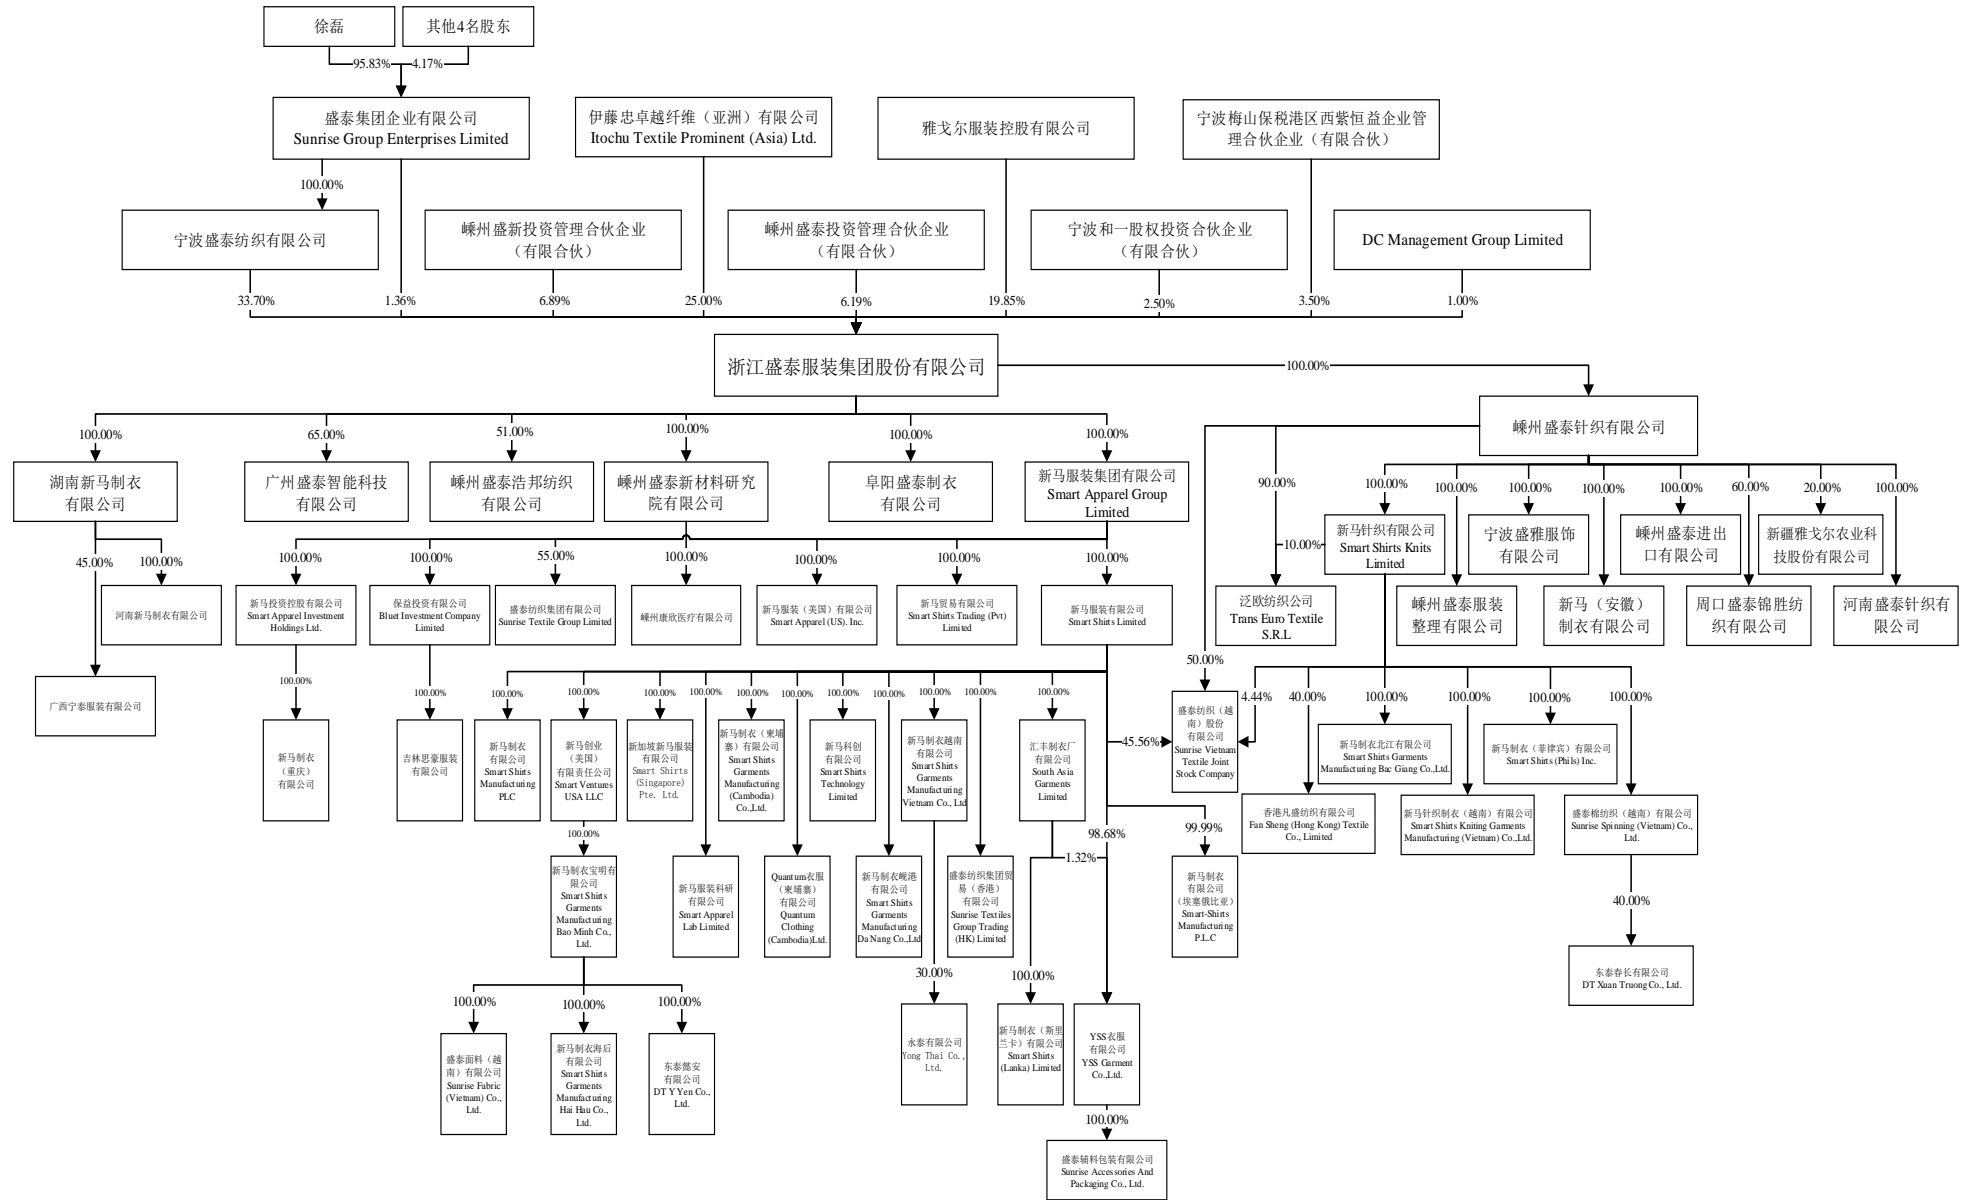 徐磊
其他4名股东
95.83%
4.17%
盛泰集团企业有限公司
Sunrise Group Enterprises Limited
伊藤忠卓越纤维（亚洲）有限公司
Itochu Textile Prominent (Asia) Ltd.
雅戈尔服装控股有限公司
宁波梅山保税港区西紫恒益企业管
理合伙企业（有限合伙）
100.00%
宁波盛泰纺织有限公司
嵊州盛新投资管理合伙企业
（有限合伙）
嵊州盛泰投资管理合伙企业
（有限合伙）
宁波和一股权投资合伙企业
（有限合伙）
DC Management Group Limited
33.70%
1.36%
6.89%
25.00%
6.19%
19.85%
2.50%
3.50%
1.00%
浙江盛泰服装集团股份有限公司
100.00%
嵊州盛泰针织有限公司
100.00%
65.00%
51.00%
100.00%
100.00%
100.00%
湖南新马制衣
有限公司
广州盛泰智能科技
有限公司
嵊州盛泰浩邦纺织
有限公司
嵊州盛泰新材料研究
院有限公司
阜阳盛泰制衣
有限公司
新马服装集团有限公司
Smart Apparel Group
Limited
90.00%
100.00%
100.00%
100.00%
100.00%
100.00%
60.00%
20.00%
100.00%
新马针织有限公司
Smart Shirts Knits
Limited
宁波盛雅服饰
有限公司
嵊州盛泰进出
口有限公司
新疆雅戈尔农业科
技股份有限公司
10.00%
45.00%
100.00%
100.00%
100.00%
55.00%
100.00%
100.00%
100.00%
100.00%
河南新马制衣有限公司
新马投资控股有限公司
Smart Apparel Investment
Holdings Ltd.
保益投资有限公司
Bluet Investment Company
Limited
盛泰纺织集团有限公司
Sunrise Textile Group Limited
嵊州康欣医疗有限公司
新马服装（美国）有限公司
Smart Apparel (US). Inc.
新马贸易有限公司
Smart Shirts Trading (Pvt)
Limited
新马服装有限公司
Smart Shirts Limited
泛欧纺织公司
Trans Euro Textile
S.R.L
嵊州盛泰服装
整理有限公司
新马（安徽）
制衣有限公司
周口盛泰锦胜纺
织有限公司
河南盛泰针织有
限公司
广西宁泰服装有限公司
100.00%
100.00%
100.00%
100.00%
100.00%
100.00%
100.00%
100.00%
100.00%
100.00%
100.00%
100.00%
100.00%
50.00%
4.44%
40.00%
100.00%
100.00%
100.00%
100.00%
新马制衣
（重庆）
有限公司
吉林思豪服装
有限公司
新马制衣
有限公司
Smart Shirts
Manufacturing
PLC
新马创业
（美国）
有限责任公司
Smart Ventures
USA LLC
新加坡新马服装
有限公司
Smart Shirts
(Singapore)
Pte. Ltd.
新马制衣（柬埔
寨）有限公司
Smart Shirts
Garments
Manufacturing
(Cambodia)
Co.,Ltd.
新马科创
有限公司
Smart Shirts
Technology
Limited
新马制衣越南
有限公司
Smart Shirts
Garments
Manufacturing
Vietnam Co., Ltd
汇丰制衣厂
有限公司
South Asia
Garments
Limited
45.56%
盛泰纺织（越
南）股份
有限公司
Sunrise Vietnam
Textile Joint
Stock Company
新马制衣北江有限公司
Smart Shirts Garments
Manufacturing Bac Giang Co.,Ltd.
新马制衣（菲律宾）有限公司
Smart Shirts (Phils) Inc.
香港凡盛纺织有限公司
Fan Sheng (Hong Kong) Textile
Co., Limited
新马针织制衣（越南）有限公司
Smart Shirts Kniting Garments
Manufacturing (Vietnam) Co.,Ltd.
盛泰棉纺织（越南）有限公司
Sunrise Spinning (Vietnam) Co.,
Ltd.
100.00%
98.68%
99.99%
1.32%
新马制衣宝明有
限公司
Smart Shirts
Garments
Manufacturing
Bao Minh Co.,
Ltd.
新马服装科研
有限公司
Smart Apparel
Lab Limited
Quantum衣服
（柬埔寨）
有限公司
Quantum
Clothing
(Cambodia)Ltd.
新马制衣岘港
有限公司
Smart Shirts
Garments
Manufacturing
Da Nang Co.,Ltd
盛泰纺织集团贸
易（香港）
有限公司
Sunrise Textiles
Group Trading
(HK) Limited
新马制衣
有限公司
（埃塞俄比亚）
Smart-Shirts
Manufacturing
P.L.C
40.00%
东泰春长有限公司
DT Xuan Truong Co., Ltd.
100.00%
100.00%
100.00%
30.00%
100.00%
盛泰面料（越
南）有限公司
Sunrise Fabric
(Vietnam) Co.,
Ltd.
新马制衣海后
有限公司
Smart Shirts
Garments
Manufacturing
Hai Hau Co.,
Ltd.
东泰懿安
有限公司
DT Y Yen Co.,
Ltd.
永泰有限公司
Yong Thai Co.,
Ltd.
新马制衣（斯里
兰卡）有限公司
Smart Shirts
(Lanka) Limited
YSS衣服
有限公司
YSS Garment
Co.,Ltd.
100.00%
盛泰辅料包装有限公司
Sunrise Accessories And
Packaging Co., Ltd.